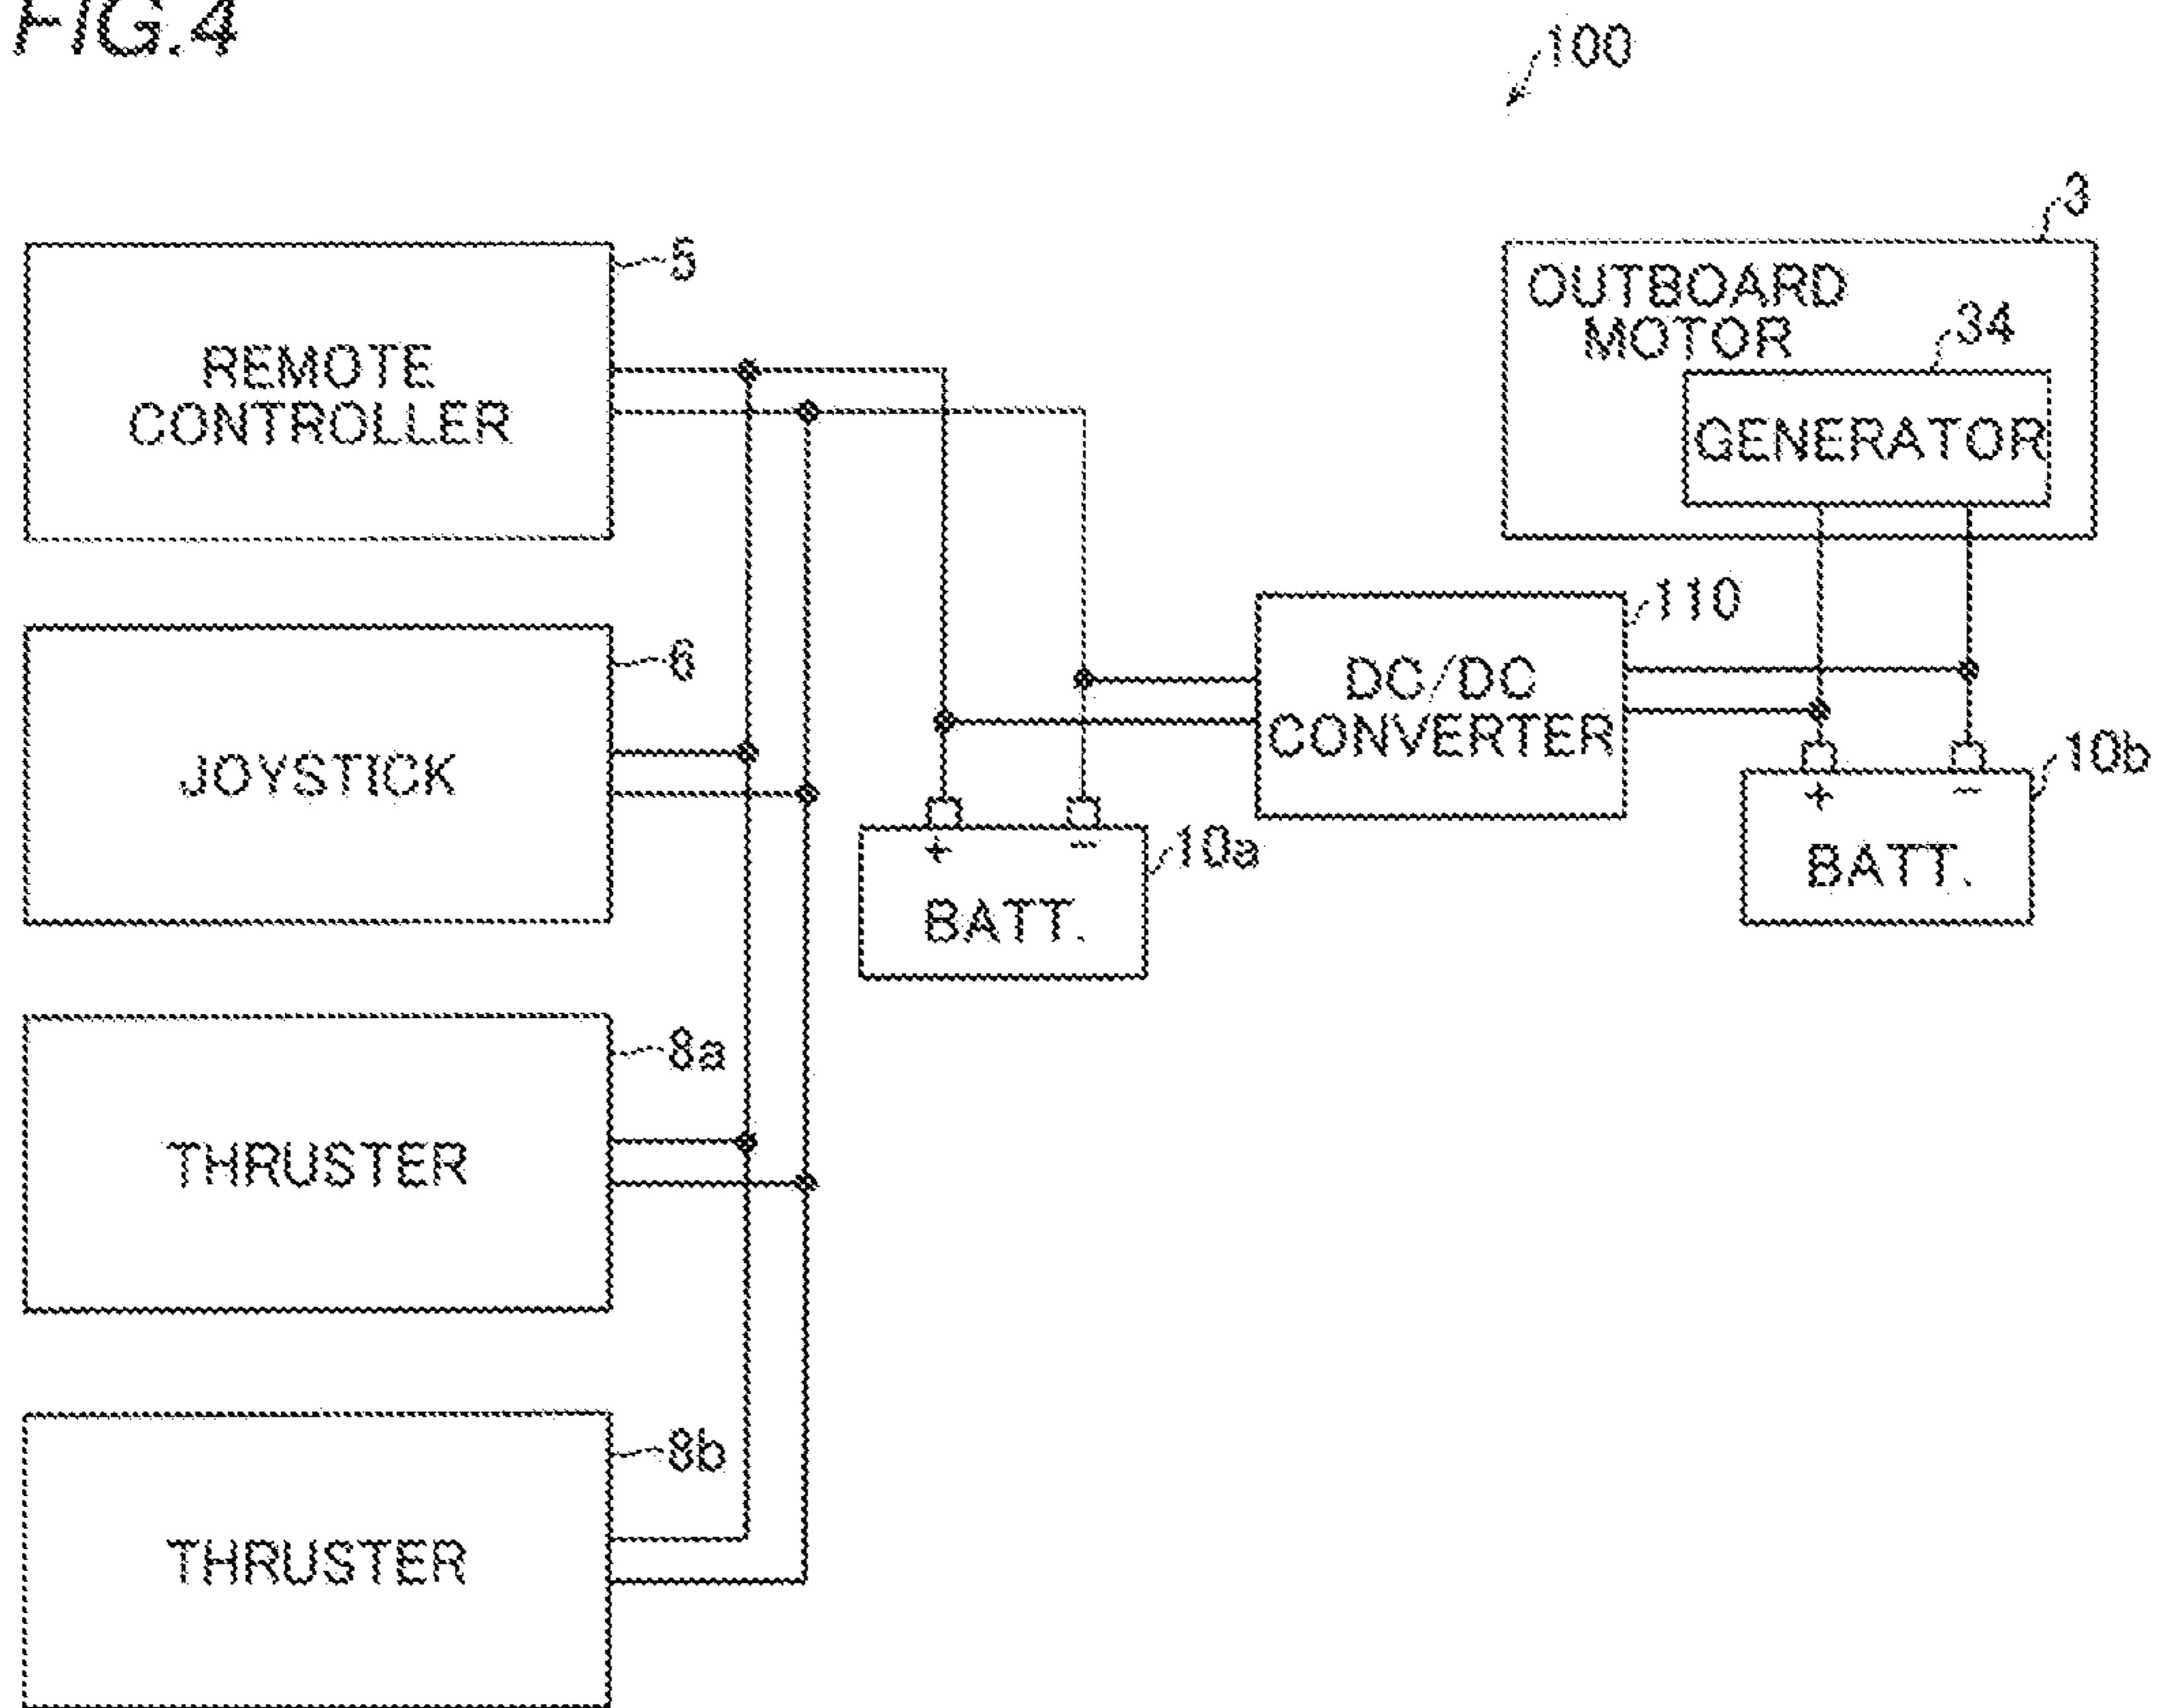 FIG.4
100
3
5
OUTBOARD
MOTOR
34
REMOTE
CONTROLLER
GENERATOR
110
6
DC/DC
CONVERTER
JOYSTICK
10b
+ −
BATT.
10a
+ −
BATT.
8a
THRUSTER
8b
THRUSTER